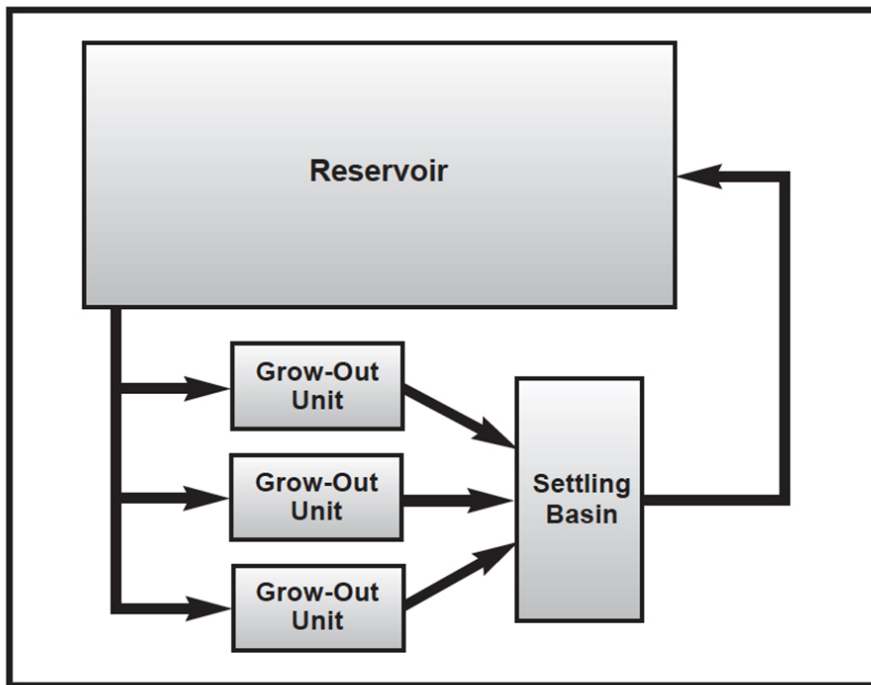 Reservoir
Grow-Out
Unit
Grow-Out
Unit
Grow-Out
Unit
Settling
Basin